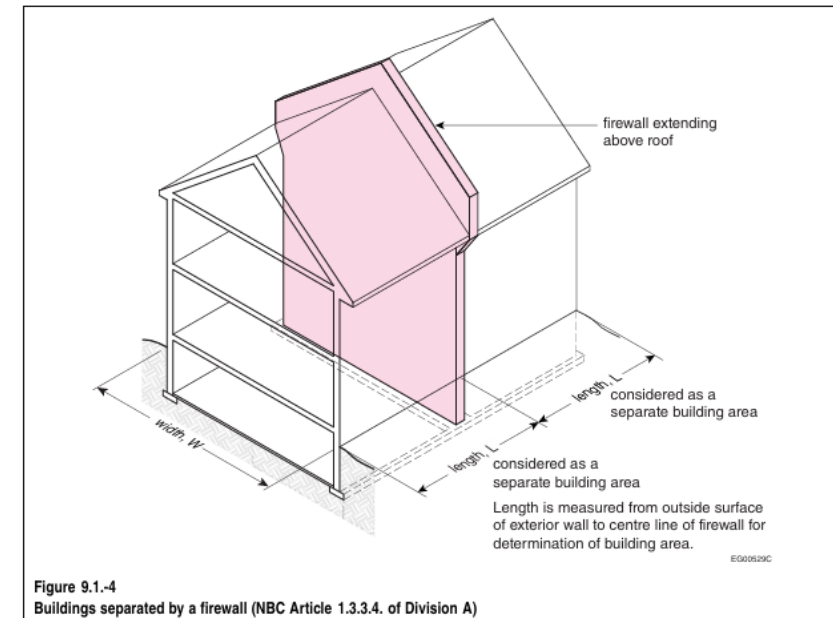 firewall extending
above roof
length, L
considered as a
separate building area
width, W
length, L
considered as a
separate building area
Length is measured from outside surface
of exterior wall to centre line of firewall for
determination of building area.
EG00529C
Figure 9.1.-4
Buildings separated by a firewall (NBC Article 1.3.3.4. of Division A)